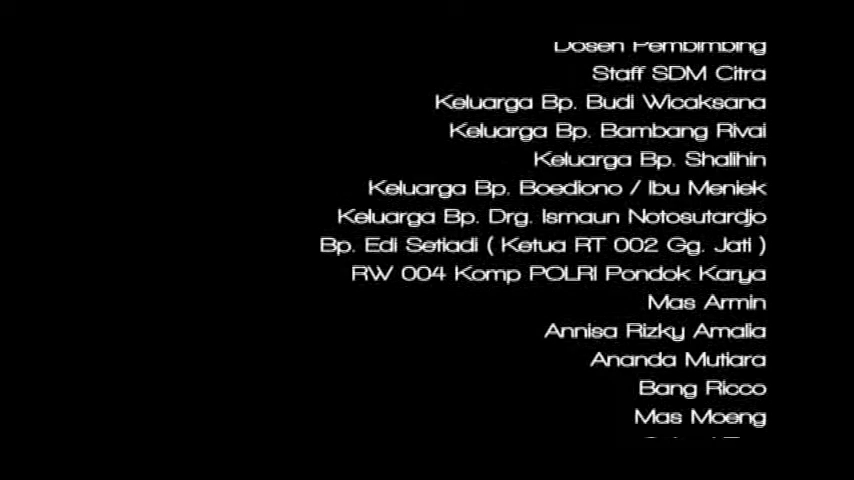 Dosen Pembimbing
Staff SDM Citra
Keluarga Bp. Budi Wicaksana
Keluarga Bp. Bambang Rivai
Keluarga Bp. Shalihin
Keluarga Bp. Boediono / Ibu Meniek
Keluarga Bp. Drg. Ismaun Notosutardjo
Bp. Edi Setiadi ( Ketua RT 002 Gg. Jati )
RW 004 Komp POLRI Pondok Karya
Mas Armin
Annisa Rizky Amalia
Ananda Mutiara
Bang Ricco
Mas Moeng